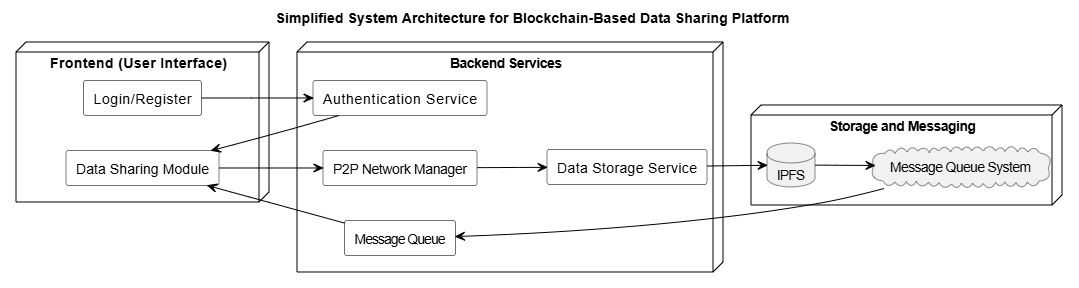 Simplified System Architecture for Blockchain-Based Data Sharing Platform
Frontend (User Interface)
Login/Register
Data Sharing Module
Backend Services
Authentication Service
P2P Network Manager
Data Storage Service
Message Queue
Storage and Messaging
IPFS
Message Queue System